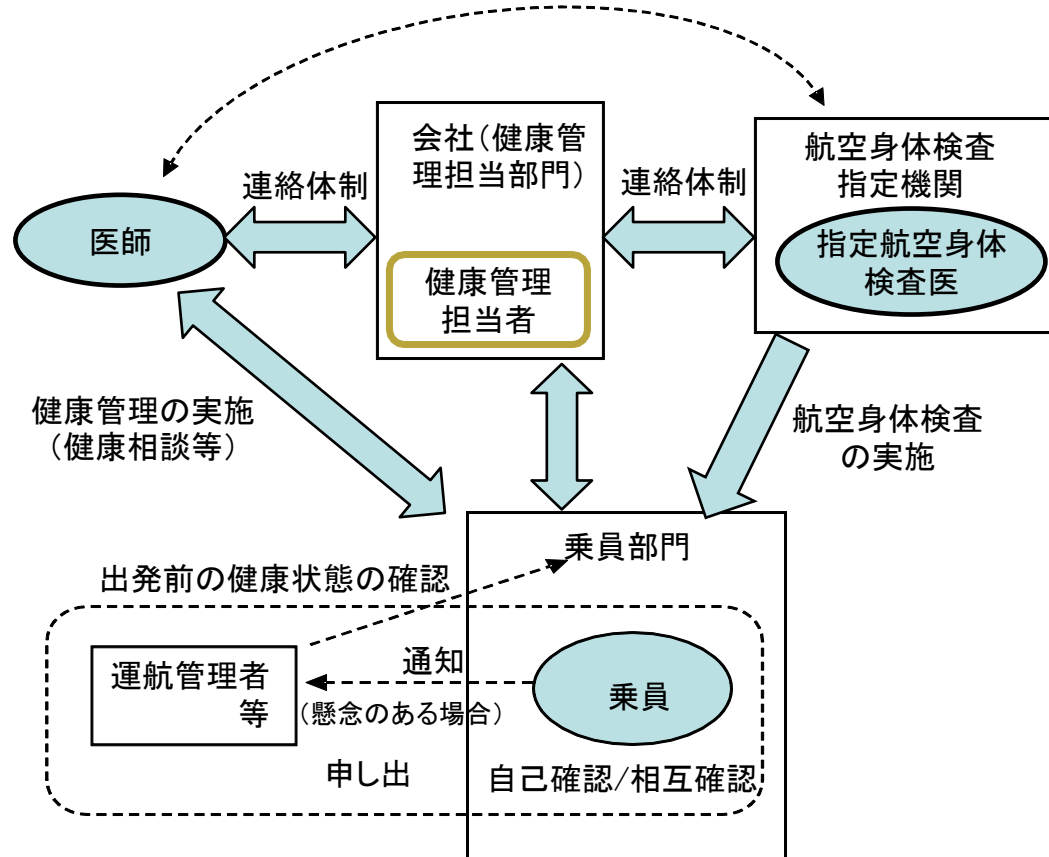 会社（健康管
理担当部門）
航空身体検査
指定機関
連絡体制
連絡体制
医師
指定航空身体
検査医
健康管理
担当者
健康管理の実施
（健康相談等）
航空身体検査
の実施
乗員部門
出発前の健康状態の確認
運航管理者
等
通知
（懸念のある場合）
乗員
申し出
自己確認/相互確認